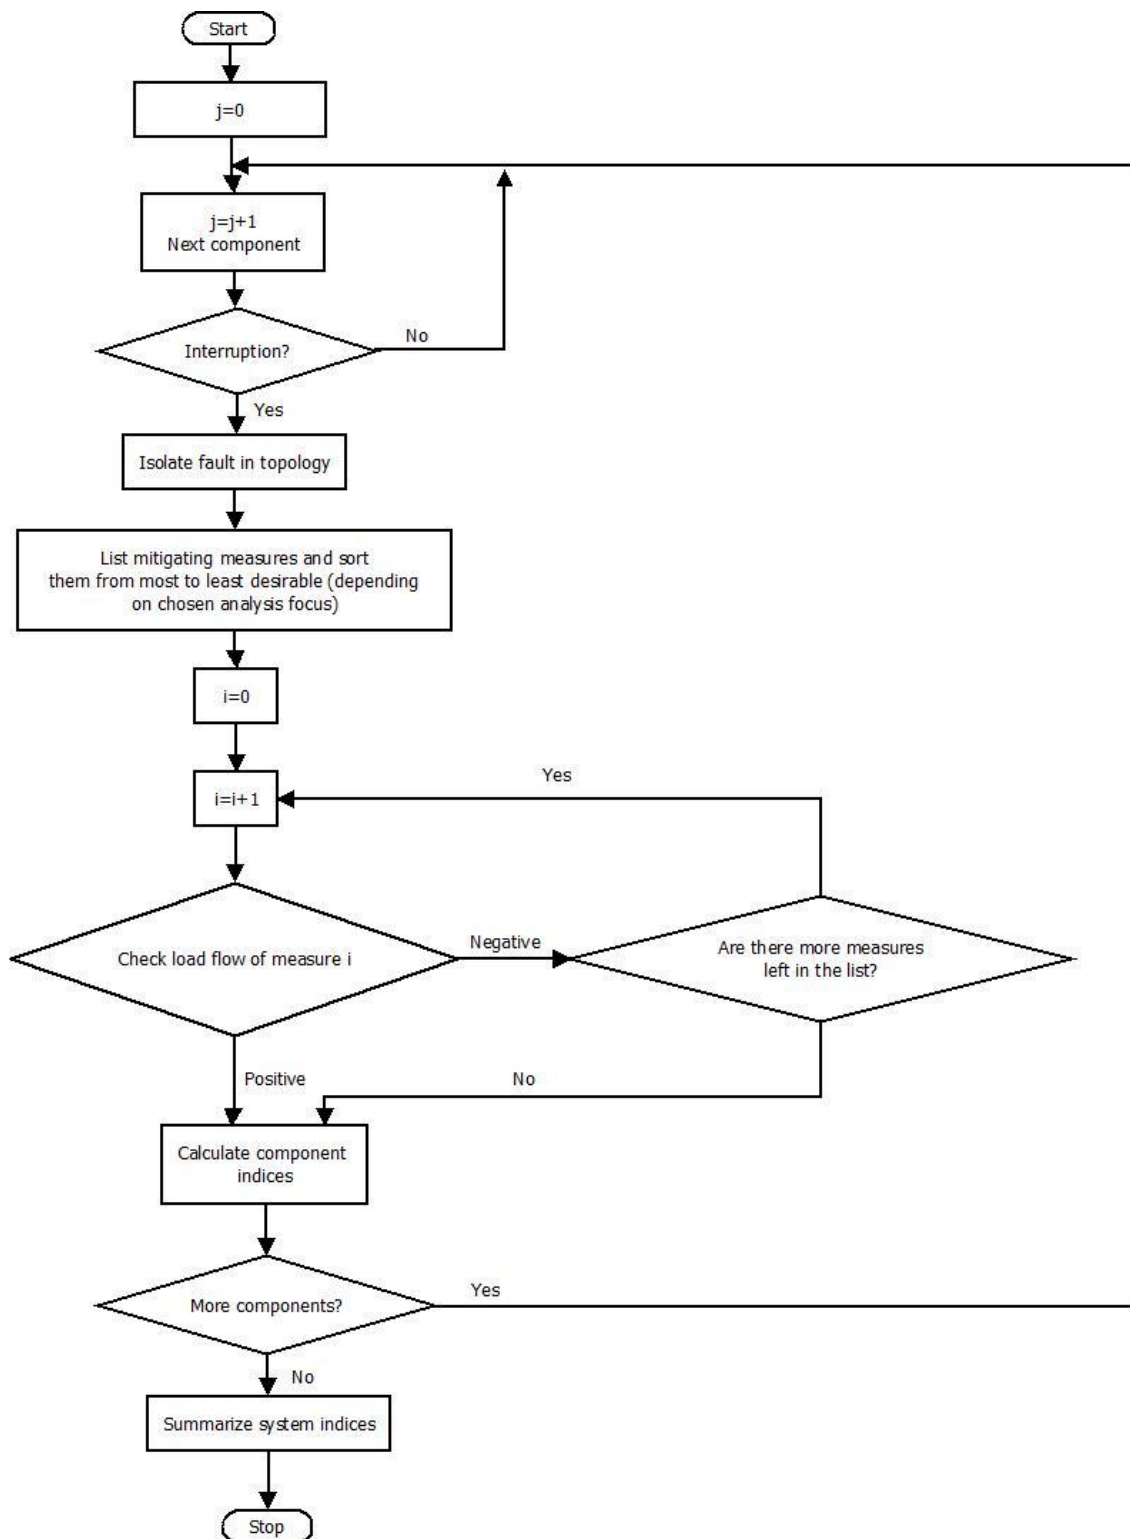 Start
j=0
j=j+1
Next component
Interruption?
No
Yes
Isolate fault in topology
List mitigating measures and sort
them from most to least desirable (depending
on chosen analysis focus)
i=0
Yes
i=i+1
Check load flow of measure i
Negative
Are there more measures
left in the list?
Positive
No
Calculate component
indices
More components?
Yes
No
Summarize system indices
Stop